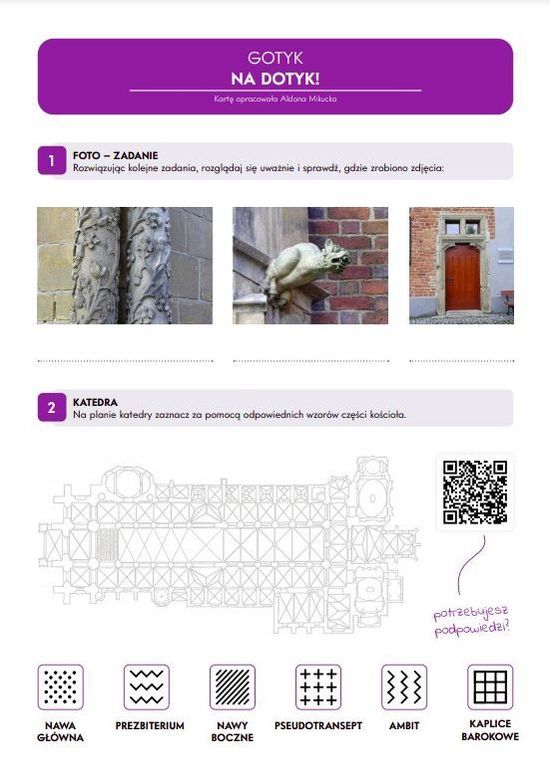 GOTYK
NA DOTYK!
Kartę opracowała Aldona Mikucka
1
FOTO – ZADANIE
Rozwiązując kolejne zadania, rozglądaj się uważnie i sprawdź, gdzie zrobiono zdjęcia:
2
KATEDRA
Na planie katedry zaznacz za pomocą odpowiednich wzorów części kościoła.
potrzebujesz
podpowiedzi?
NAWA
GŁÓWNA
PREZBITERIUM
NAWY
BOCZNE
PSEUDOTRANSEPT
AMBIT
KAPLICE
BAROKOWE